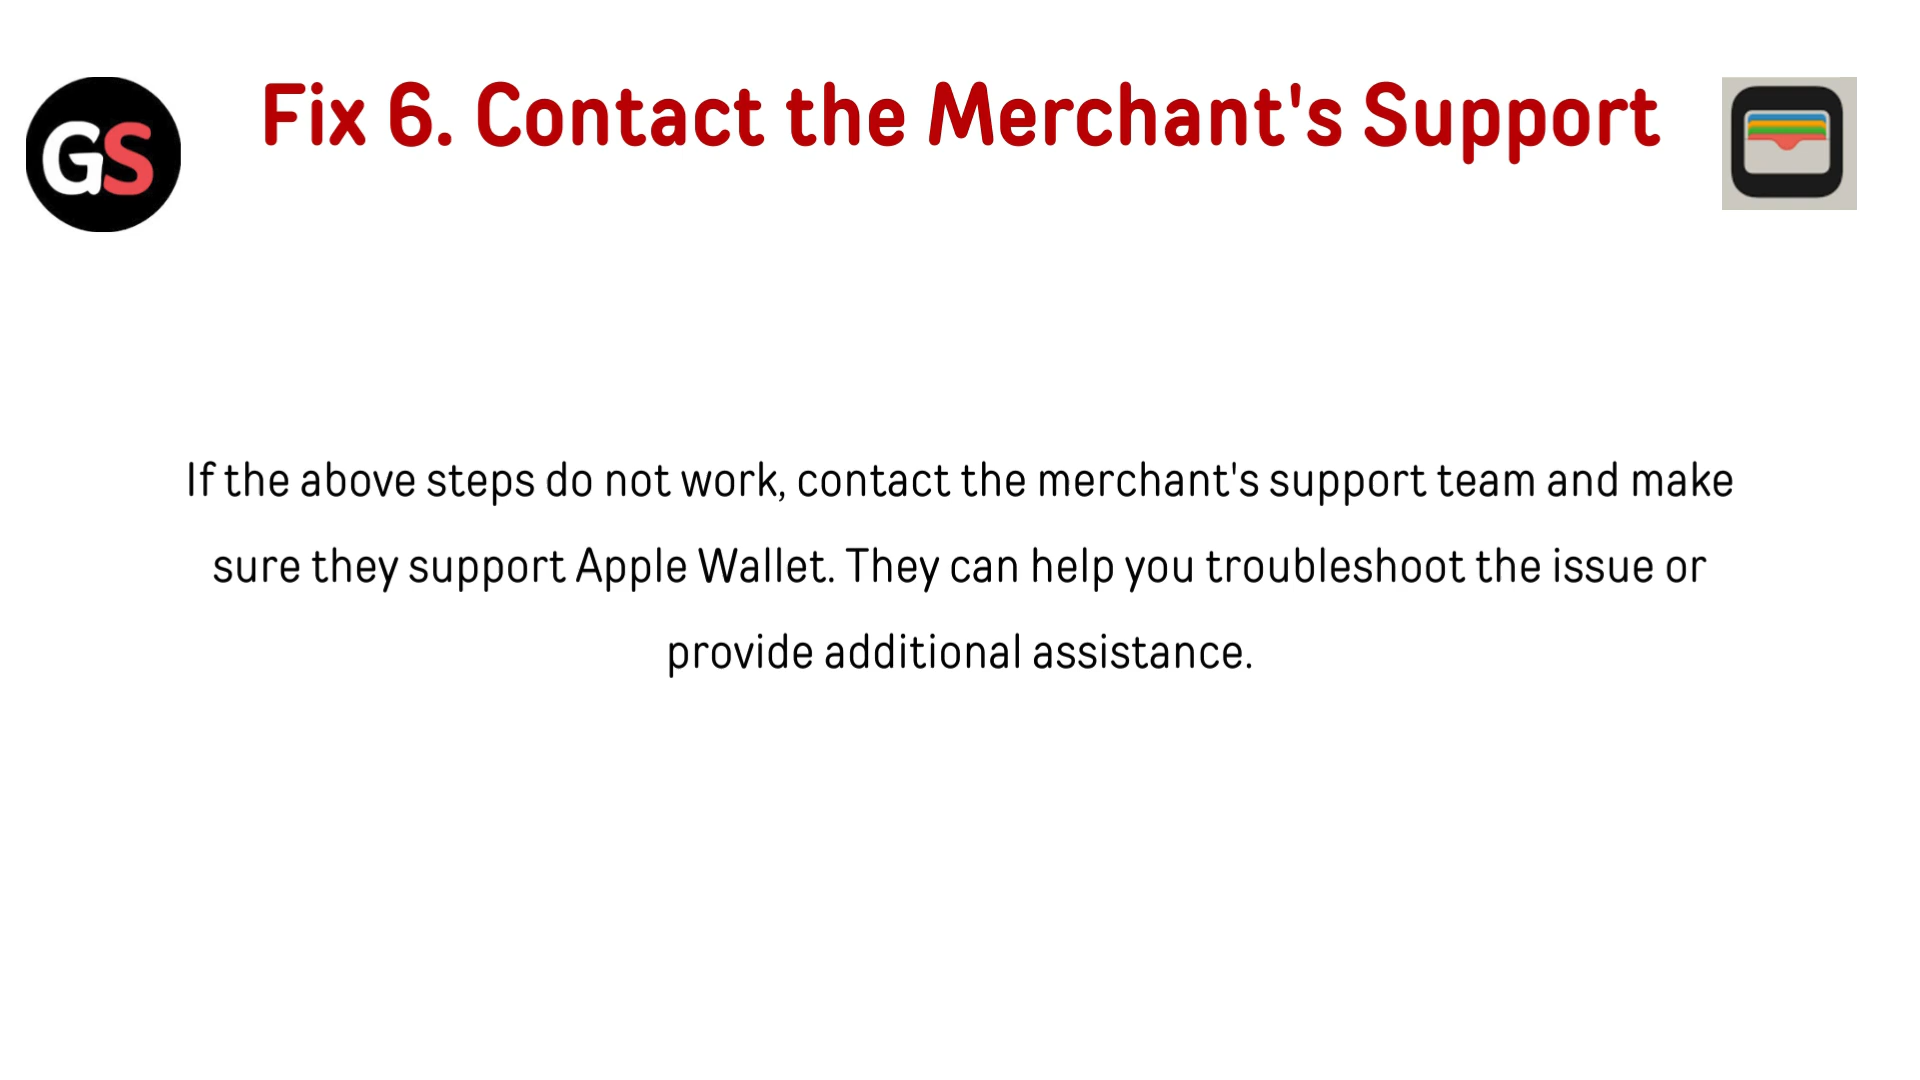 GS
Fix 6. Contact the Merchant's Support
If the above steps do not work, contact the merchant's support team and make
sure they support Apple Wallet. They can help you troubleshoot the issue or
provide additional assistance.